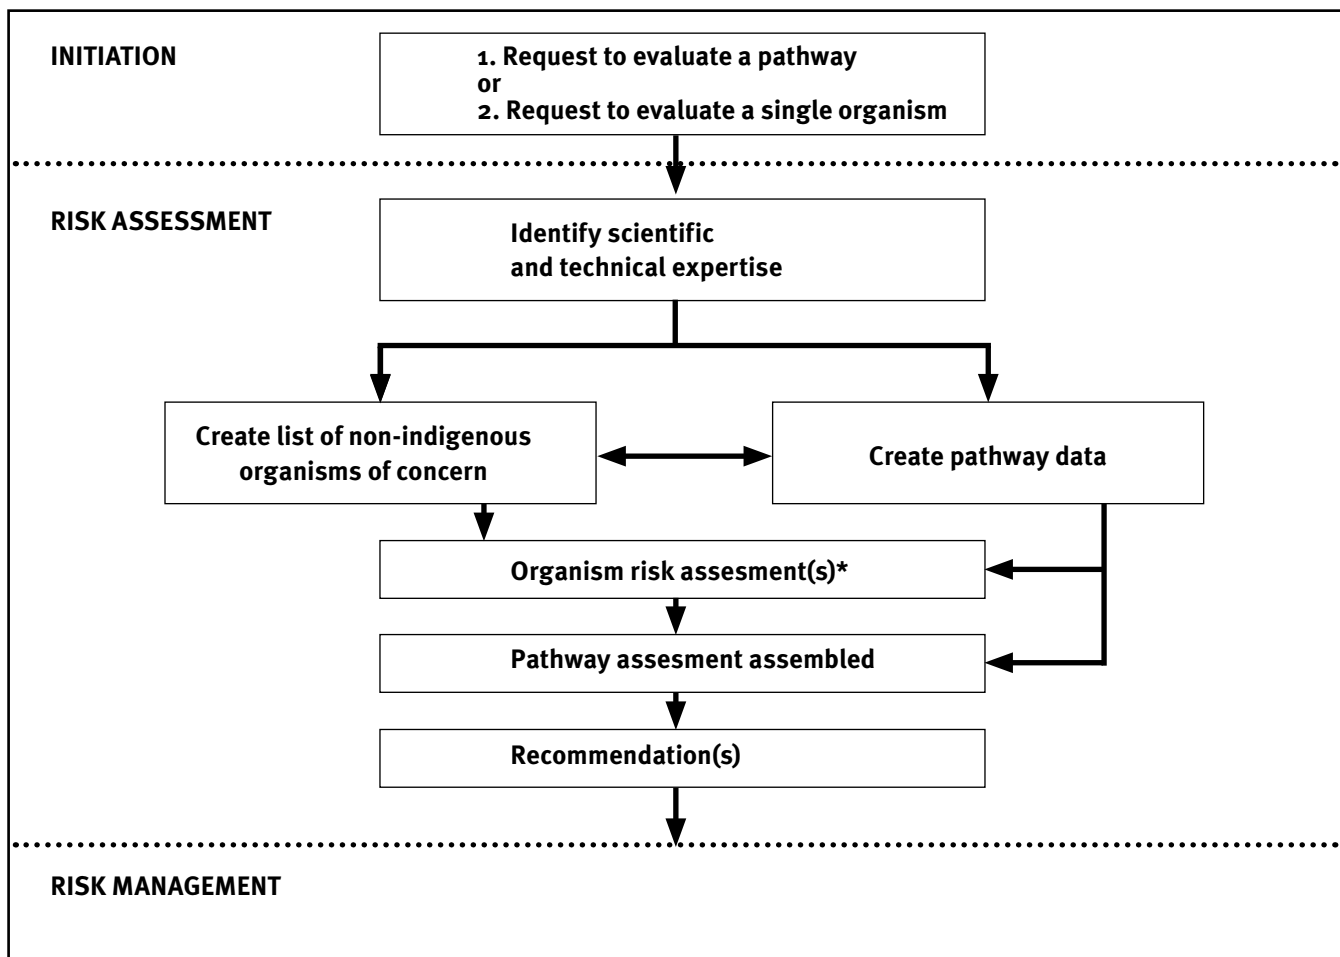 INITIATION
1. Request to evaluate a pathway
or
2. Request to evaluate a single organism
RISK ASSESSMENT
Identify scientific
and technical expertise
Create list of non-indigenous
organisms of concern
Create pathway data
Organism risk assesment(s)*
Pathway assesment assembled
Recommendation(s)
RISK MANAGEMENT